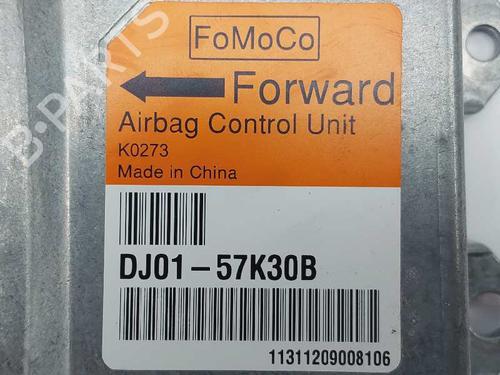 B-PARTS
FoMoCo
Forward
Airbag Control Unit
K0273
Made in China
DJ01-57K30B
11311209008106